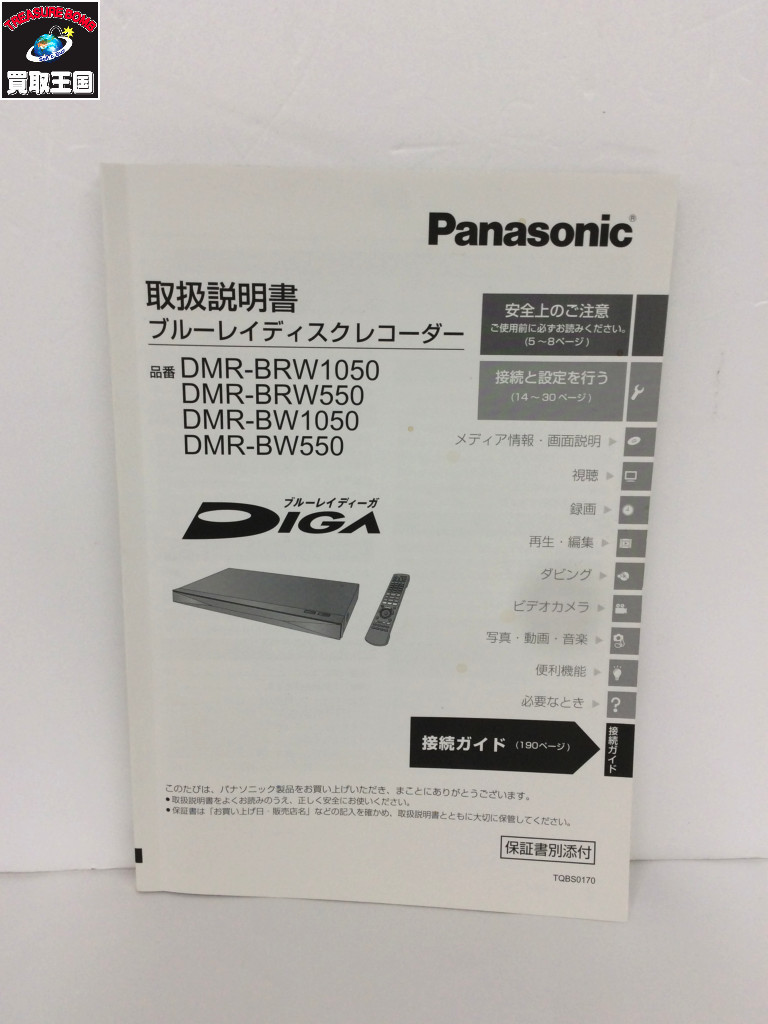 TREASURE BOMB
買取王国
Panasonic®
取扱説明書
ブルーレイディスクレコーダー
品番 DMR-BRW1050
DMR-BRW550
DMR-BW1050
DMR-BW550
ブルーレイディーガ
DIGA
安全上のご注意
ご使用前に必ずお読みください。
(5～8ページ)
接続と設定を行う
(14～30ページ)
メディア情報・画面説明
視聴
録画
再生・編集
ダビング
ビデオカメラ
写真・動画・音楽
便利機能
必要なとき
?
接続ガイド (190ページ)
接続ガイド
このたびは、パナソニック製品をお買い上げいただき、まことにありがとうございます。
●取扱説明書をよくお読みのうえ、正しく安全にお使いください。
●保証書は「お買い上げ日・販売店名」などの記入を確かめ、取扱説明書とともに大切に保管してください。
保証書別添付
TQBS0170